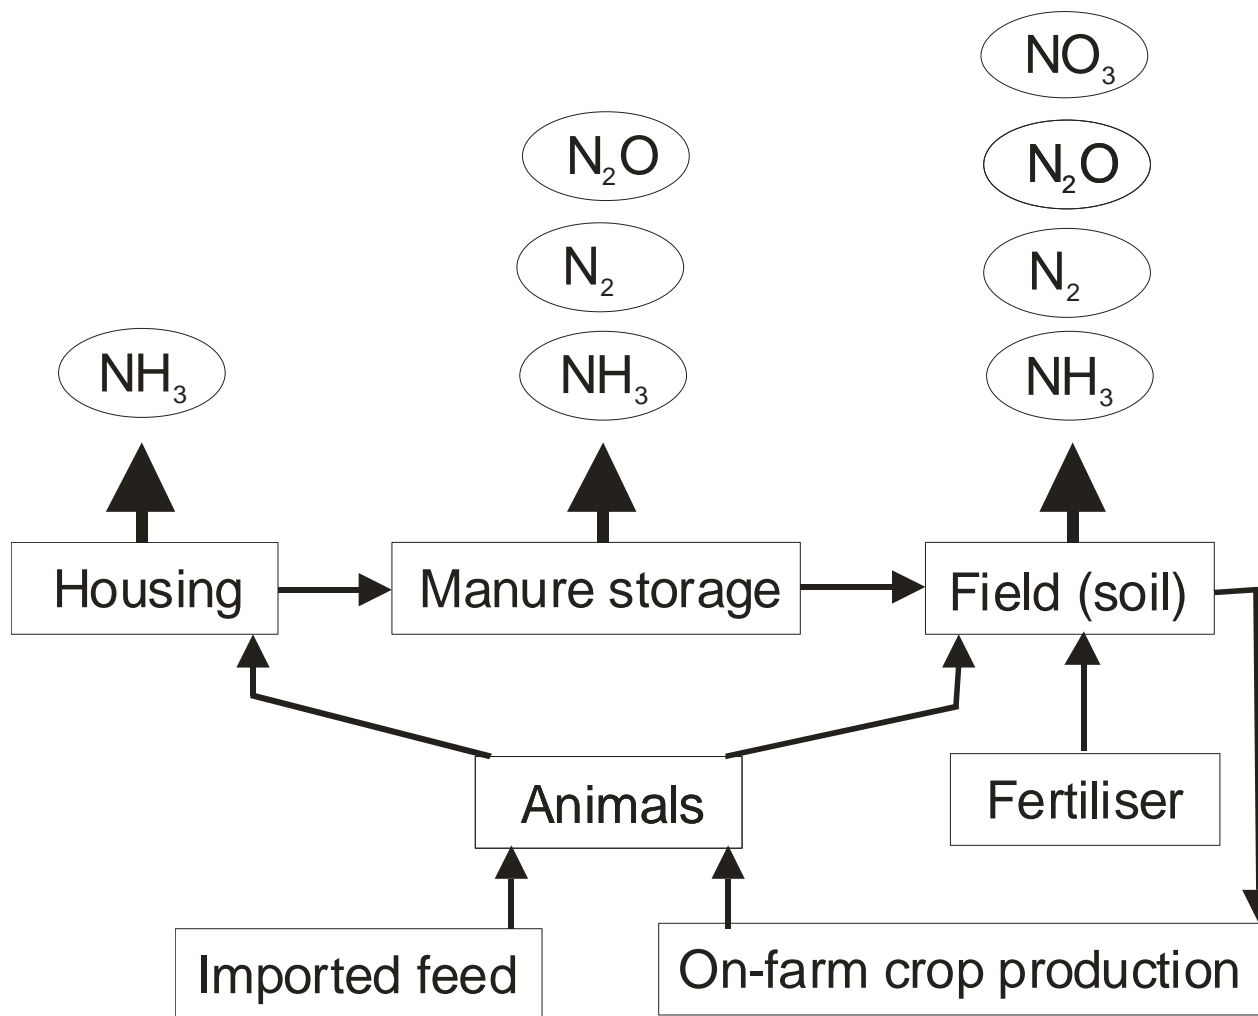 NO₃
N₂O
N₂O
N₂
N₂
NH₃
NH₃
NH₃
Housing
Manure storage
Field (soil)
Animals
Fertiliser
Imported feed
On-farm crop production